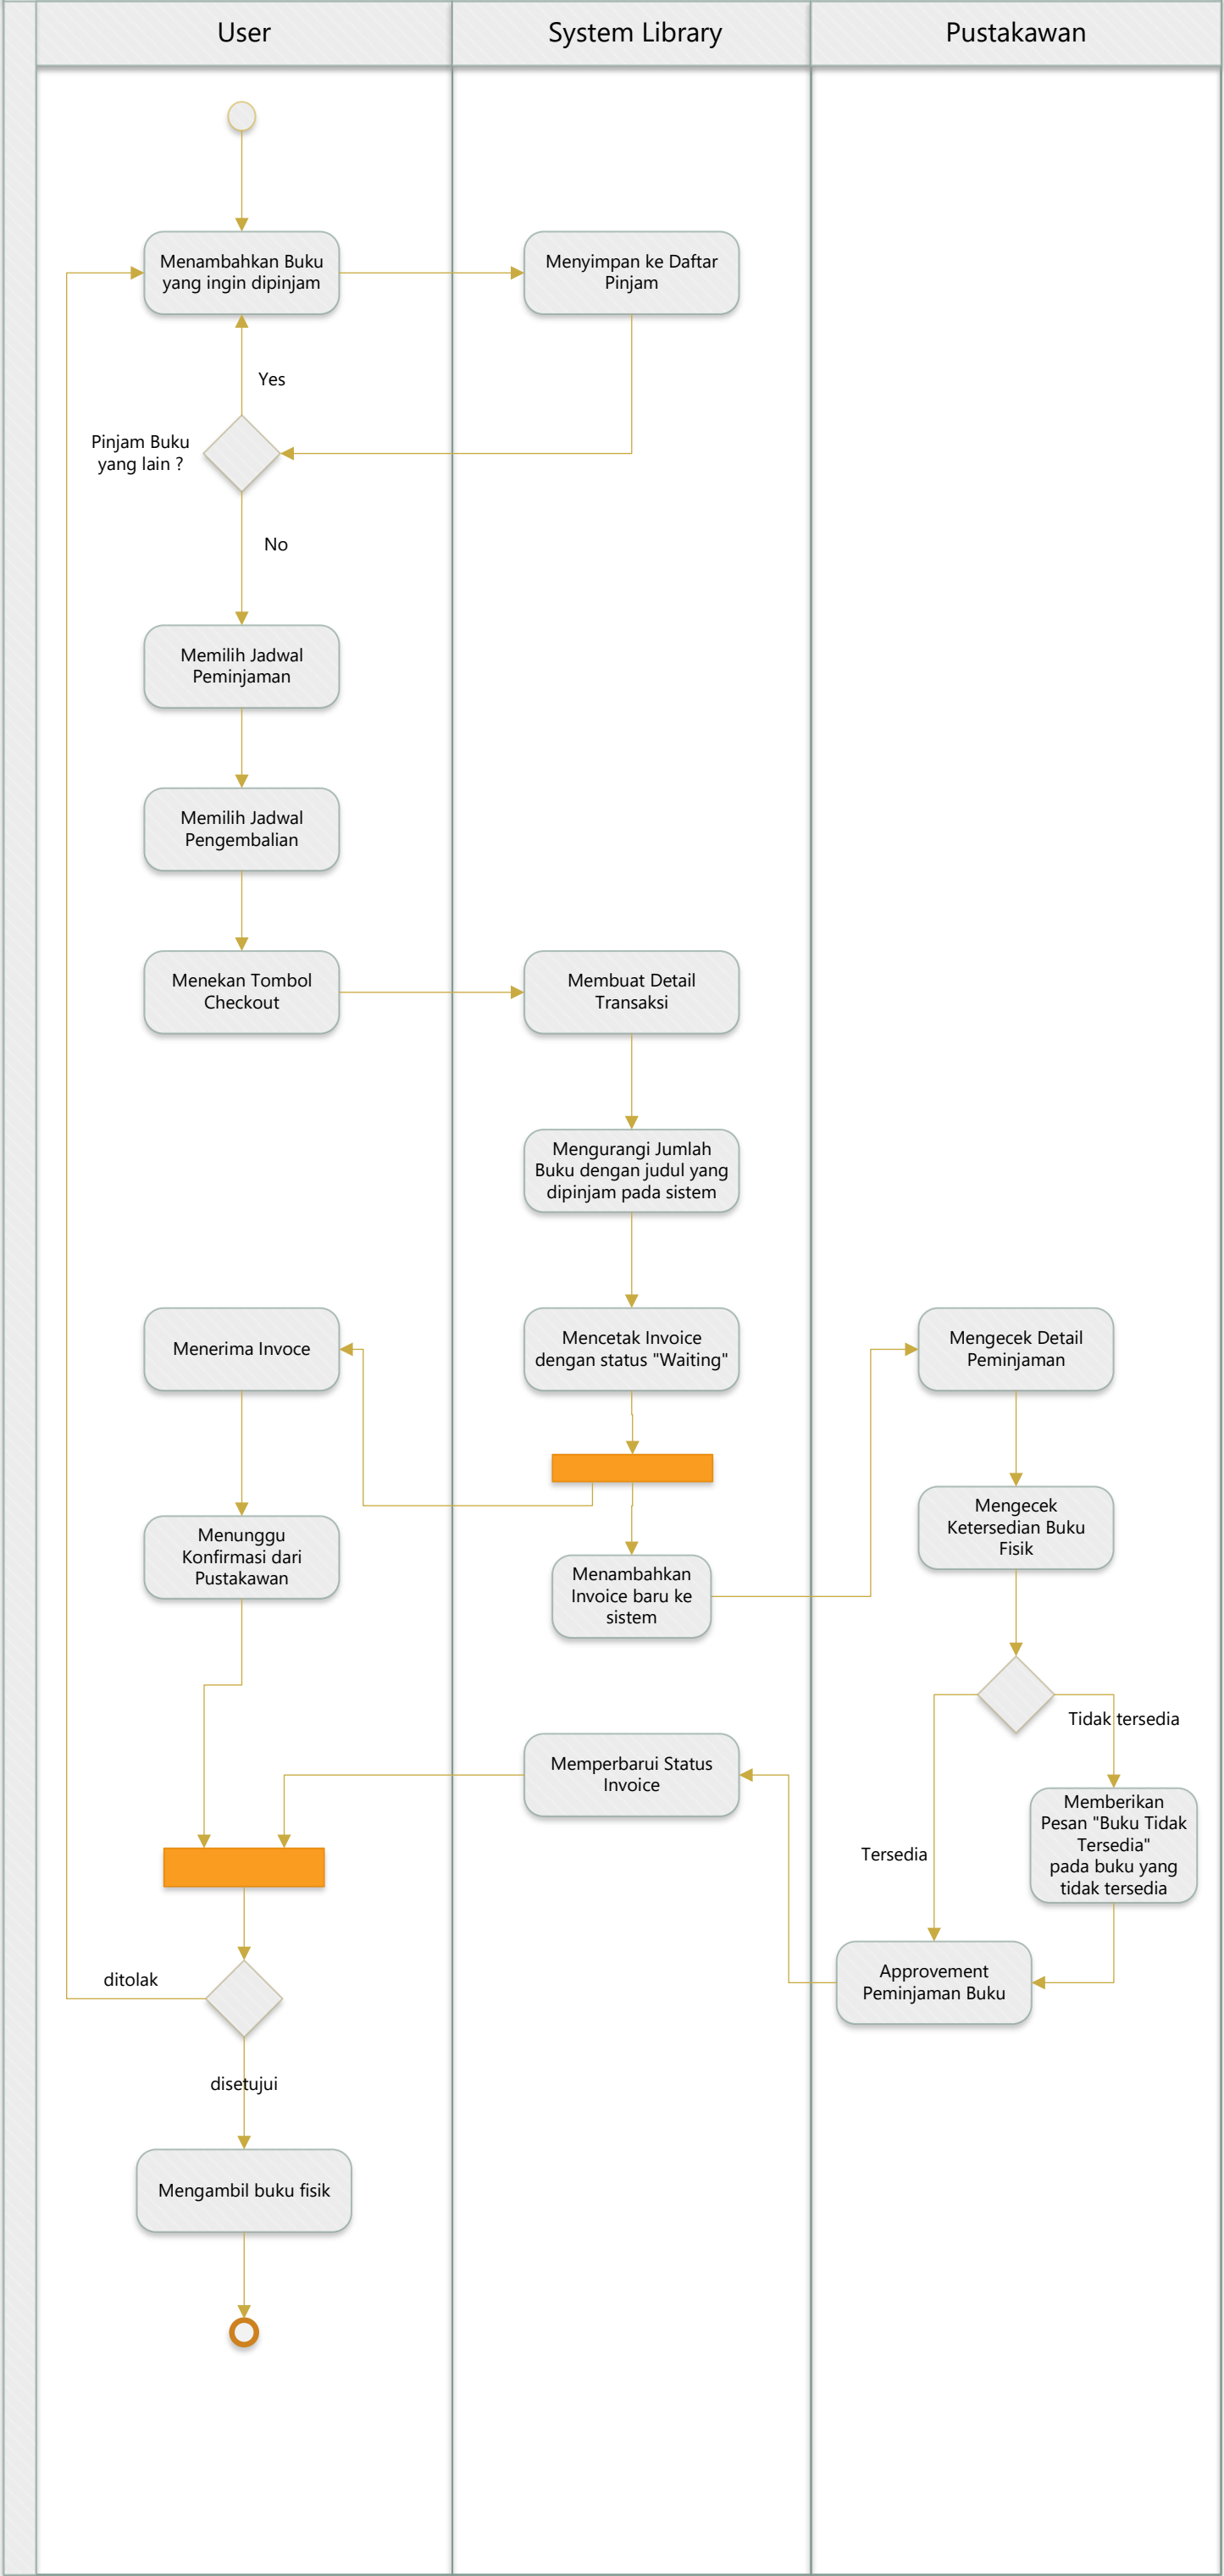 User
System Library
Pustakawan
Menambahkan Buku
yang ingin dipinjam
Menyimpan ke Daftar
Pinjam
Yes
Pinjam Buku
yang lain ?
No
Memilih Jadwal
Peminjaman
Memilih Jadwal
Pengembalian
Menekan Tombol
Checkout
Membuat Detail
Transaksi
Mengurangi Jumlah
Buku dengan judul yang
dipinjam pada sistem
Menerima Invoce
Mencetak Invoice
dengan status "Waiting"
Mengecek Detail
Peminjaman
Menunggu
Konfirmasi dari
Pustakawan
Menambahkan
Invoice baru ke
sistem
Mengecek
Ketersedian Buku
Fisik
Tidak tersedia
Memperbarui Status
Invoice
Memberikan
Pesan "Buku Tidak
Tersedia"
pada buku yang
tidak tersedia
Tersedia
Approvement
Peminjaman Buku
ditolak
disetujui
Mengambil buku fisik